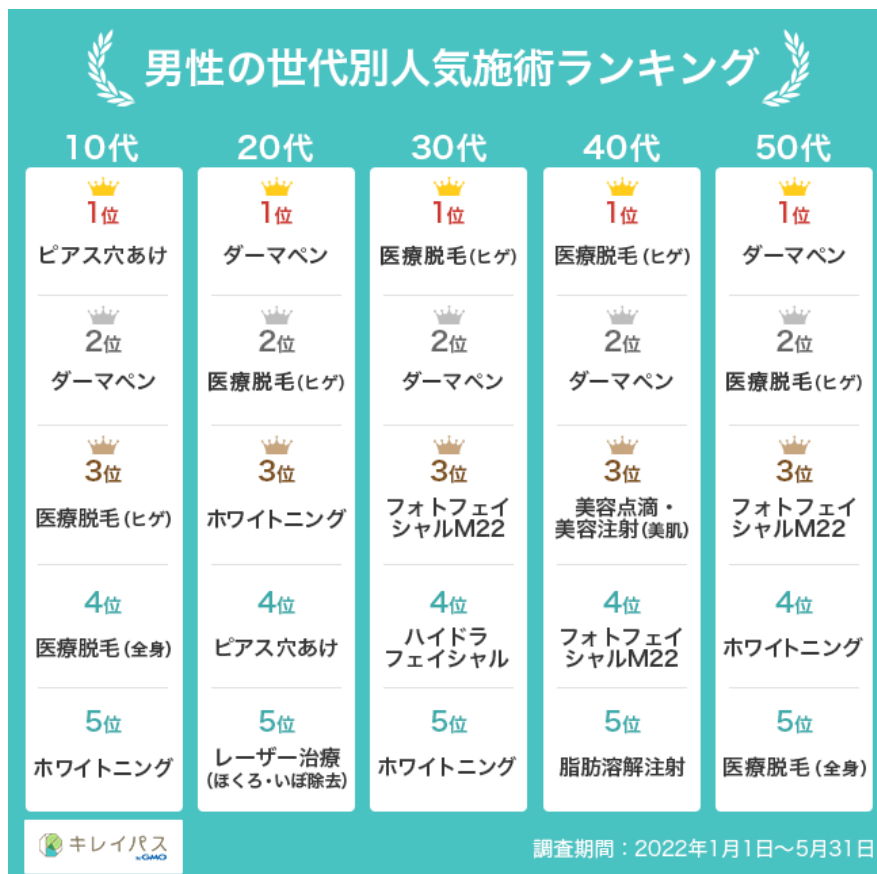 男性の世代別人気施術ランキング
10代
1位
ピアス穴あけ
2位
ダーマペン
3位
医療脱毛(ヒゲ)
4位
医療脱毛(全身)
5位
ホワイトニング
20代
1位
ダーマペン
2位
医療脱毛(ヒゲ)
3位
ホワイトニング
4位
ピアス穴あけ
5位
レーザー治療
(ほくろ・いぼ除去)
30代
1位
医療脱毛(ヒゲ)
2位
ダーマペン
3位
フォトフェイ
シャルM22
4位
ハイドラ
フェイシャル
5位
ホワイトニング
40代
1位
医療脱毛(ヒゲ)
2位
ダーマペン
3位
美容点滴・
美容注射(美肌)
4位
フォトフェイ
シャルM22
5位
脂肪溶解注射
50代
1位
ダーマペン
2位
医療脱毛(ヒゲ)
3位
フォトフェイ
シャルM22
4位
ホワイトニング
5位
医療脱毛(全身)
キレイパス
byGMO
調査期間：2022年1月1日〜5月31日